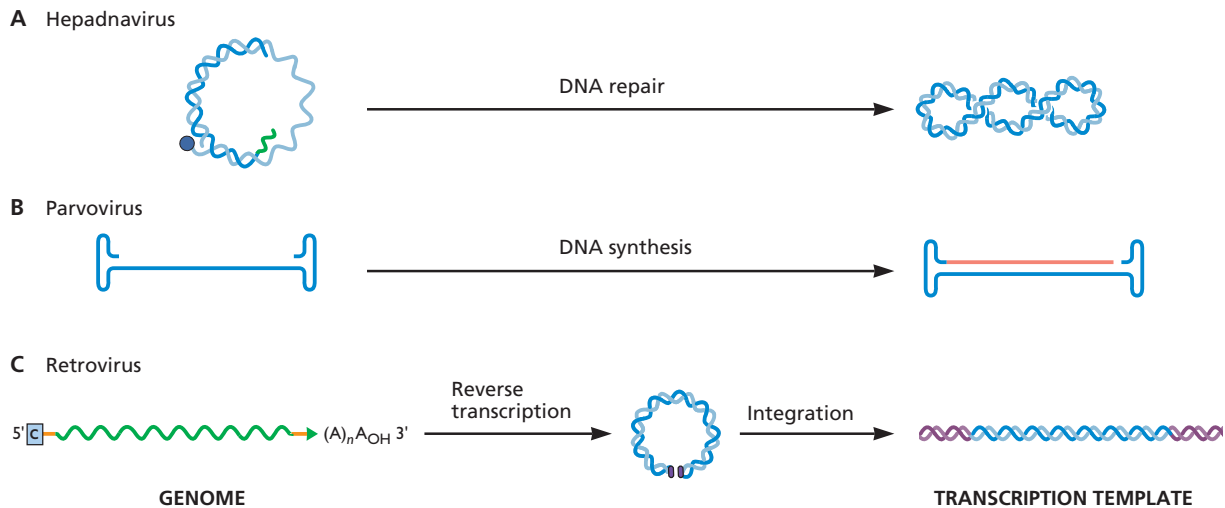 A Hepadnavirus
DNA repair
B Parvovirus
DNA synthesis
C Retrovirus
Reverse
transcription
Integration
5' C (A)nAOH 3'
GENOME
TRANSCRIPTION TEMPLATE